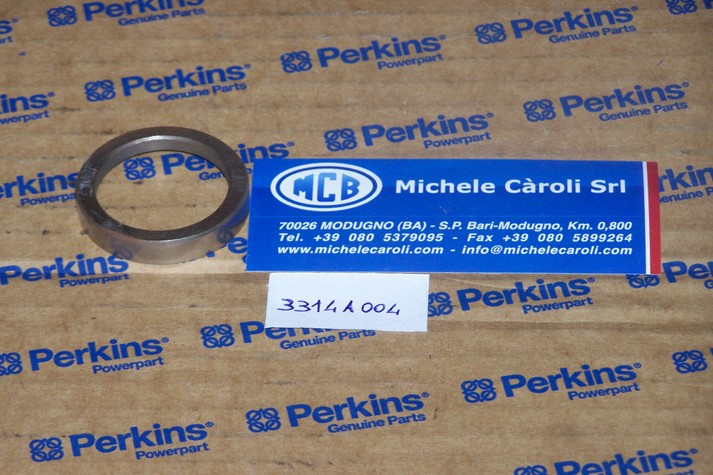 Perkins
Genuine Parts
Perkins
Powerpart
Perkins
Genuine Parts
Perkins
Powerpart
Perkins
Genuine Parts
Perkins
Powerpart
MCB
Michele Càroli Srl
70026 MODUGNO (BA) - S.P. Bari-Modugno, Km. 0,800
Tel. +39 080 5379095 - Fax +39 080 5899264
www.michelecaroli.com - info@michelecaroli.com
3314A004
Perkins
Genuine Parts
Perkins
Powerpart
Perkins
Genuine Parts
Perkins
Powerpart
Perkins
Genuine Parts
Perkins
Powerpart
Perkins
Powerpart
Perkins